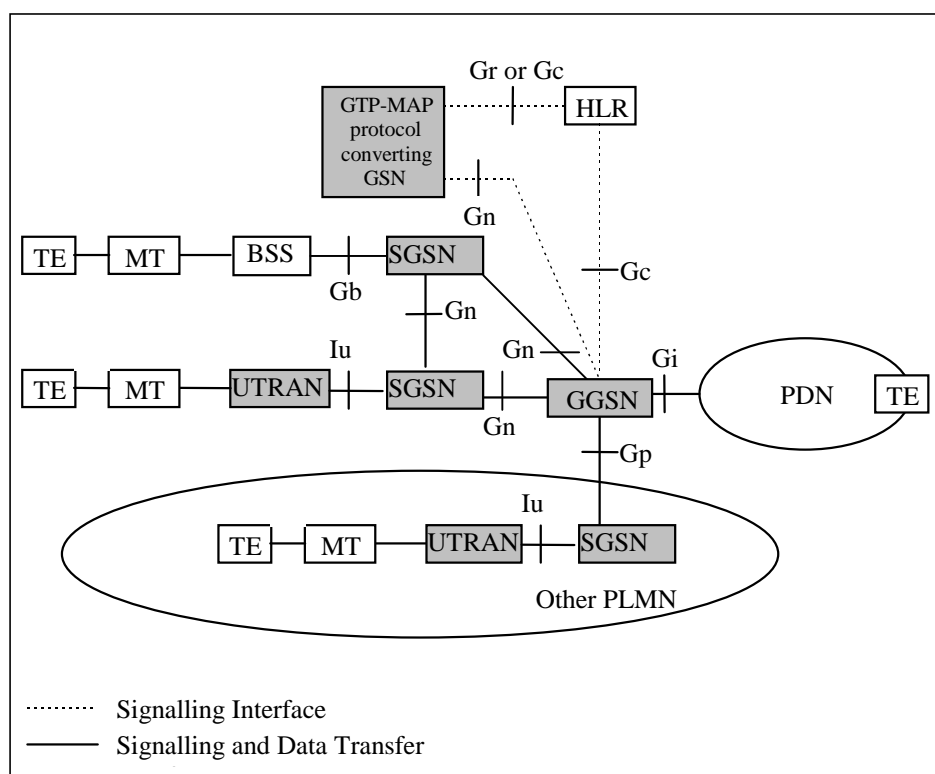 Gr or Gc
GTP-MAP
protocol
converting
GSN
HLR
Gn
TE
MT
BSS
Gb
SGSN
Gc
Gn
Gn
TE
MT
UTRAN
Iu
SGSN
Gn
GGSN
Gi
PDN
TE
Gp
TE
MT
UTRAN
Iu
SGSN
Other PLMN
Signalling Interface
Signalling and Data Transfer